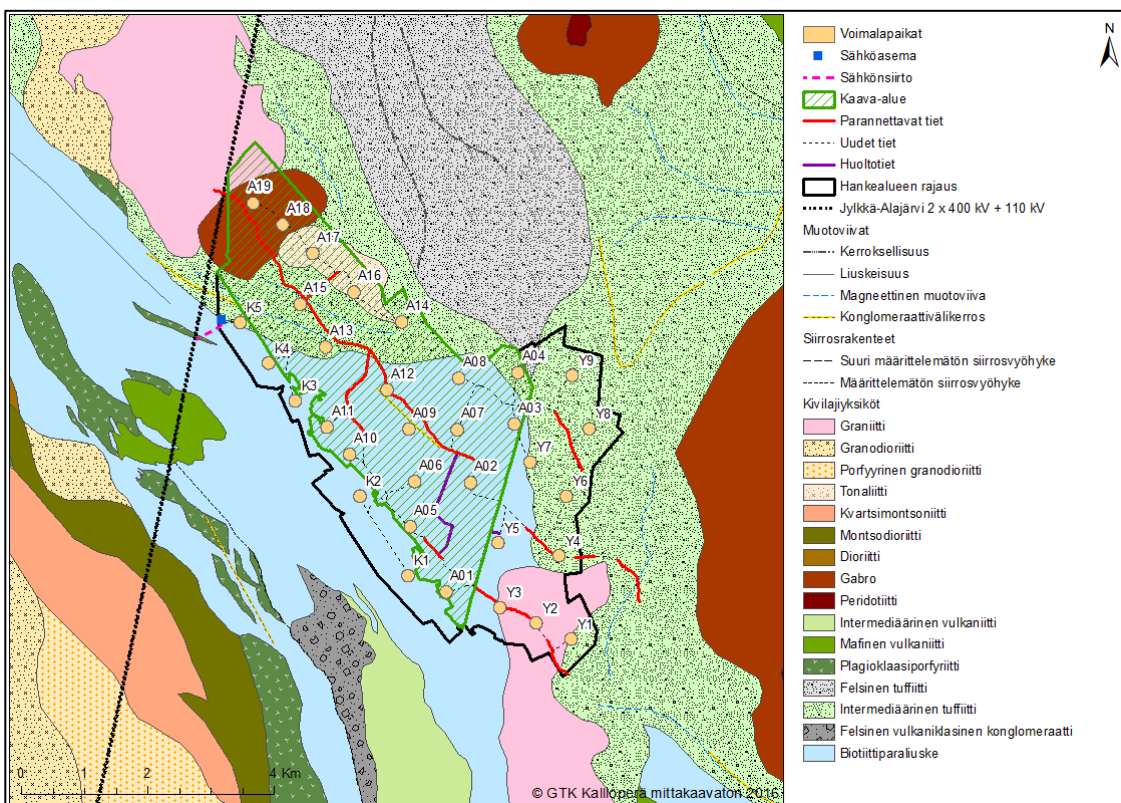 Voimalapaikat
Sähköasema
Sähkönsiirto
Kaava-alue
Parannettavat tiet
Uudet tiet
Huoltotiet
Hankealueen rajaus
Jylkkä-Alajärvi 2 x 400 kV + 110 kV
Muotoviivat
Kerroksellisuus
Liuskeisuus
Magneettinen muotoviiva
Konglomeraattivälikerros
Siirrosrakenteet
Suuri määrittelemätön siirrosvyöhyke
Määrittelemätön siirrosvyöhyke
Kivilajiyksiköt
Graniitti
Granodioriitti
Porfyyrinen granodioriitti
Tonaliitti
Kvartsimontsoniitti
Montsodioriitti
Dioriitti
Gabro
Peridotiitti
Intermediäärinen vulkaniitti
Mafinen vulkaniitti
Plagioklaasiporfyriitti
Felsinen tuffiitti
Intermediäärinen tuffiitti
Felsinen vulkaniklasinen konglomeraatti
Biotiittiparaliuske
N
A19
A18
A17
A16
A15
A14
K5
A13
K4
A08
A04
Y9
K3
A12
A11
A09
A07
A03
Y8
A10
Y7
A06
A02
K2
Y6
A05
Y5
Y4
K1
A01
Y3
Y2
Y1
0 1 2 4 Km
© GTK Kallioperä mittakaavaton 2016